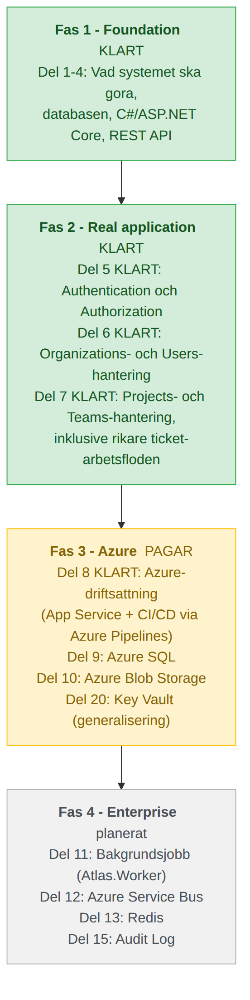 Fas 1 - Foundation
KLART
Del 1-4: Vad systemet ska
gora,
databasen, C#/ASP.NET
Core, REST API
Fas 2 - Real application
KLART
Del 5 KLART:
Authentication och
Authorization
Del 6 KLART:
Organizations- och Users-
hantering
Del 7 KLART: Projects- och
Teams-hantering,
inklusive rikare ticket-
arbetsfloden
Fas 3 - Azure PAGAR
Del 8 KLART: Azure-
driftsattning
(App Service + CI/CD via
Azure Pipelines)
Del 9: Azure SQL
Del 10: Azure Blob Storage
Del 20: Key Vault
(generalisering)
Fas 4 - Enterprise
planerat
Del 11: Bakgrundsjobb
(Atlas.Worker)
Del 12: Azure Service Bus
Del 13: Redis
Del 15: Audit Log